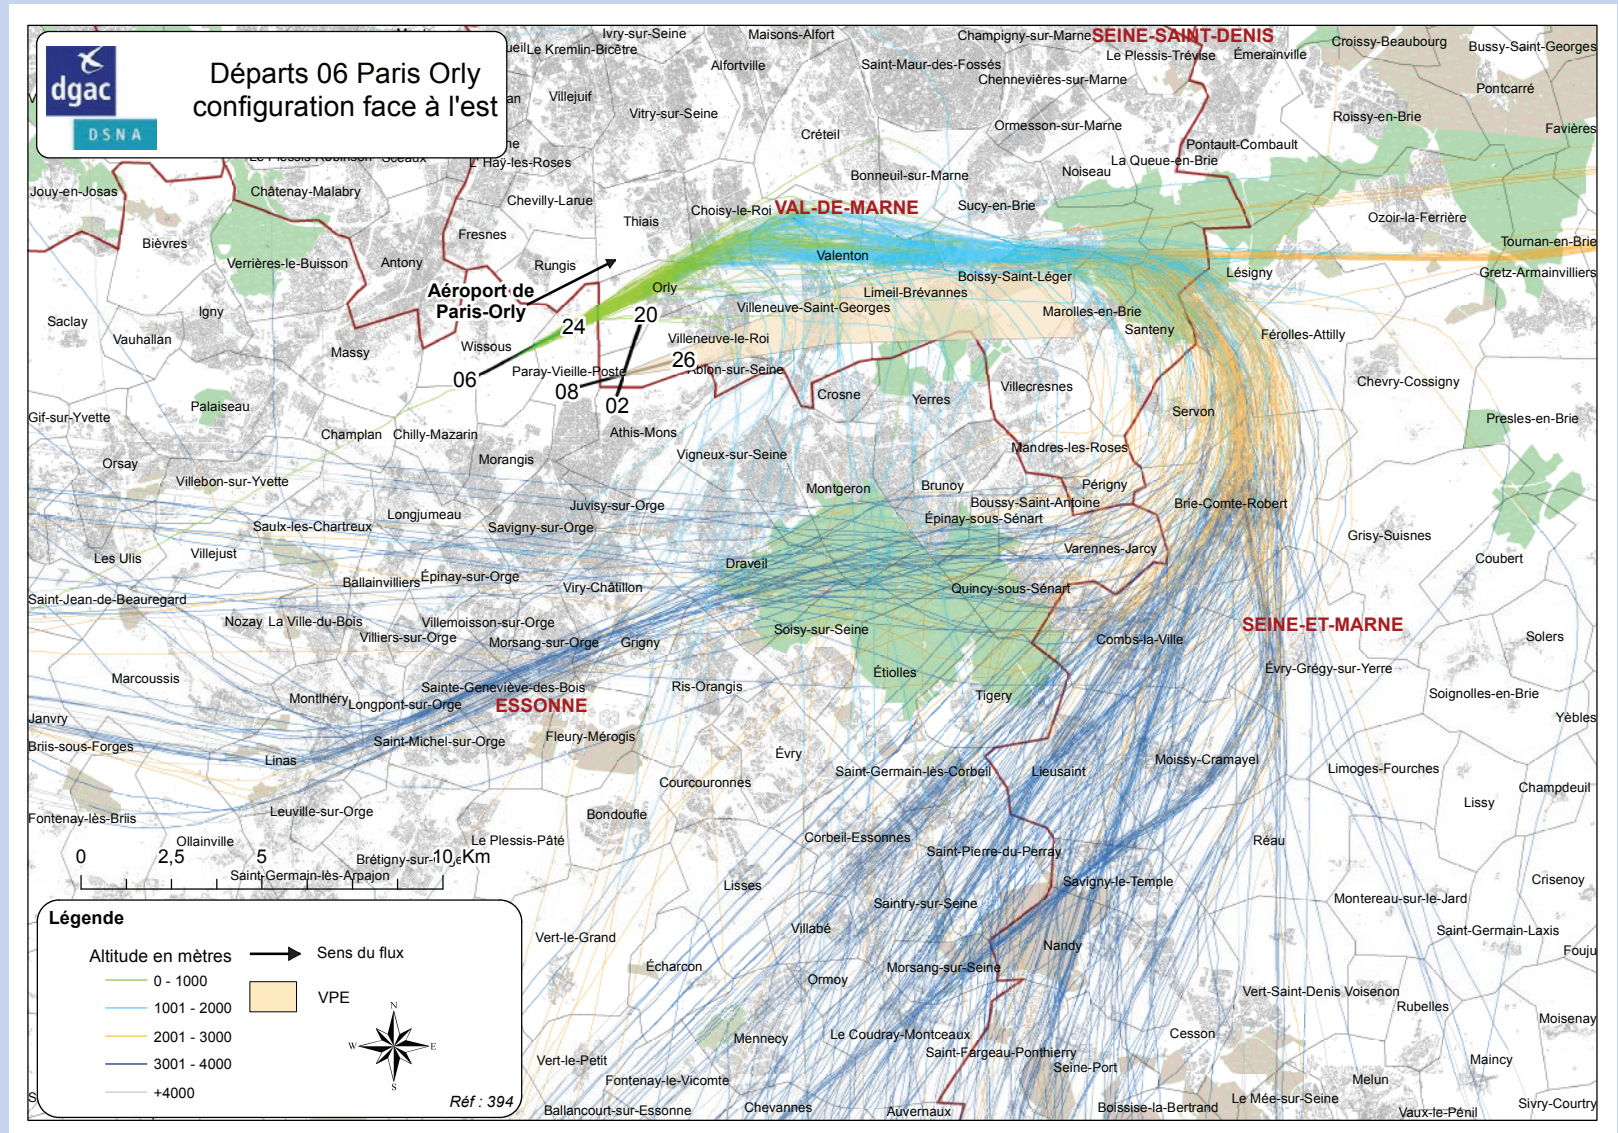 dgac
DSNA
Départs 06 Paris Orly
configuration face à l'est
Ivry-sur-Seine
Maisons-Alfort
Champigny-sur-Marne
SEINE-SAINT-DENIS
Croissy-Beaubourg
Bussy-Saint-Georges
Le Kremlin-Bicêtre
Alfortville
Saint-Maur-des-Fossés
Le Plessis-Trévise
Émerainville
Chennevières-sur-Marne
Pontcarré
Villejuif
Vitry-sur-Seine
Créteil
Ormesson-sur-Marne
Roissy-en-Brie
Favières
Pontault-Combault
L'Haÿ-les-Roses
La Queue-en-Brie
Noiseau
Bonneuil-sur-Marne
Jouy-en-Josas
Châtenay-Malabry
Chevilly-Larue
Choisy-le-Roi
VAL-DE-MARNE
Sucy-en-Brie
Thiais
Ozoir-la-Ferrière
Bièvres
Fresnes
Tournan-en-Brie
Verrières-le-Buisson
Antony
Rungis
Valenton
Boissy-Saint-Léger
Lésigny
Gretz-Armainvilliers
Aéroport de
Paris-Orly
Orly
Limeil-Brévannes
Villeneuve-Saint-Georges
Marolles-en-Brie
Igny
Saclay
24
20
Santeny
Férolles-Attilly
Vauhallan
Massy
Wissous
Villeneuve-le-Roi
26
Paray-Vieille-Poste
Ablon-sur-Seine
06
08
02
Crosne
Yerres
Villecresnes
Chevry-Cossigny
Palaiseau
Servon
Gif-sur-Yvette
Presles-en-Brie
Champlan
Chilly-Mazarin
Athis-Mons
Morangis
Vigneux-sur-Seine
Mandres-les-Roses
Orsay
Villebon-sur-Yvette
Montgeron
Brunoy
Périgny
Juvisy-sur-Orge
Boussy-Saint-Antoine
Brie-Comte-Robert
Longjumeau
Épinay-sous-Sénart
Saulx-les-Chartreux
Savigny-sur-Orge
Grisy-Suisnes
Les Ulis
Villejust
Varennes-Jarcy
Coubert
Draveil
Ballainvilliers
Épinay-sur-Orge
Viry-Châtillon
Quincy-sous-Sénart
Saint-Jean-de-Beauregard
Nozay
La Ville-du-Bois
Villemoisson-sur-Orge
Soisy-sur-Seine
SEINE-ET-MARNE
Villiers-sur-Orge
Morsang-sur-Orge
Grigny
Combs-la-Ville
Solers
Marcoussis
Étiolles
Évry-Grégy-sur-Yerre
Sainte-Geneviève-des-Bois
Ris-Orangis
Tigery
Soignolles-en-Brie
Montlhéry
Longpont-sur-Orge
ESSONNE
Janvry
Yèbles
Briis-sous-Forges
Saint-Michel-sur-Orge
Fleury-Mérogis
Linas
Évry
Moissy-Cramayel
Saint-Germain-lès-Corbeil
Lieusaint
Limoges-Fourches
Courcouronnes
Champdeuil
Lissy
Fontenay-lès-Briis
Leuville-sur-Orge
Bondoufle
Ollainville
Le Plessis-Pâté
Corbeil-Essonnes
Réau
Saint-Pierre-du-Perray
0 2,5 5 10 Km
Saint-Germain-lès-Arpajon
Lisses
Savigny-le-Temple
Crisenoy
Saintry-sur-Seine
Montereau-sur-le-Jard
Villabé
Vert-le-Grand
Saint-Germain-Laxis
Nandy
Fouju
Écharcon
Ormoy
Morsang-sur-Seine
Vert-Saint-Denis
Voisenon
Rubelles
Moisenay
Mennecy
Le Coudray-Montceaux
Cesson
Saint-Fargeau-Ponthierry
Maincy
Vert-le-Petit
Seine-Port
Fontenay-le-Vicomte
Melun
Le Mée-sur-Seine
Ballancourt-sur-Essonne
Chevannes
Auvernaux
Boissise-la-Bertrand
Vaux-le-Pénil
Sivry-Courtry
Légende
Altitude en mètres
0 - 1000
1001 - 2000
2001 - 3000
3001 - 4000
+4000
Sens du flux
VPE
N
W
E
S
Réf : 394